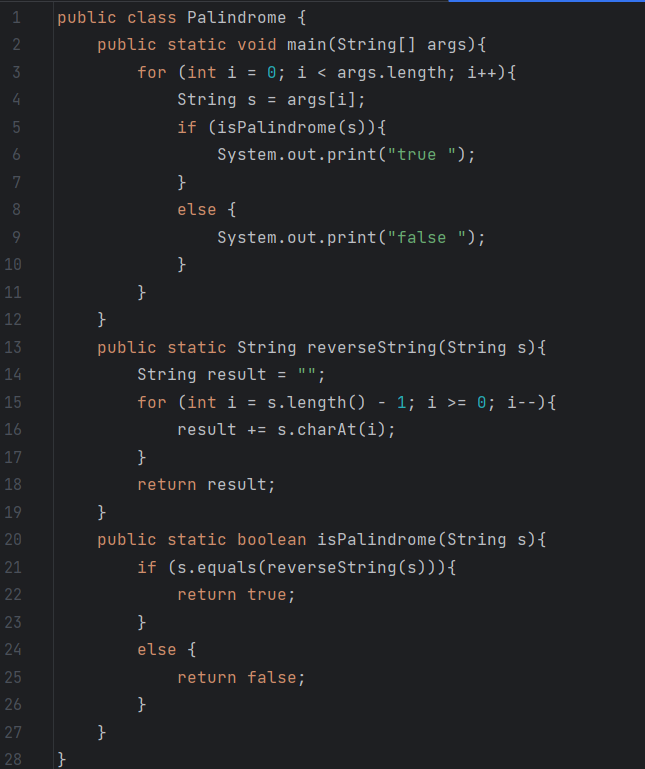 1 public class Palindrome {
2     public static void main(String[] args){
3         for (int i = 0; i < args.length; i++){
4             String s = args[i];
5             if (isPalindrome(s)){
6                 System.out.print("true ");
7             }
8             else {
9                 System.out.print("false ");
10             }
11         }
12     }
13     public static String reverseString(String s){
14         String result = "";
15         for (int i = s.length() - 1; i >= 0; i--){
16             result += s.charAt(i);
17         }
18         return result;
19     }
20     public static boolean isPalindrome(String s){
21         if (s.equals(reverseString(s))){
22             return true;
23         }
24         else {
25             return false;
26         }
27     }
28 }